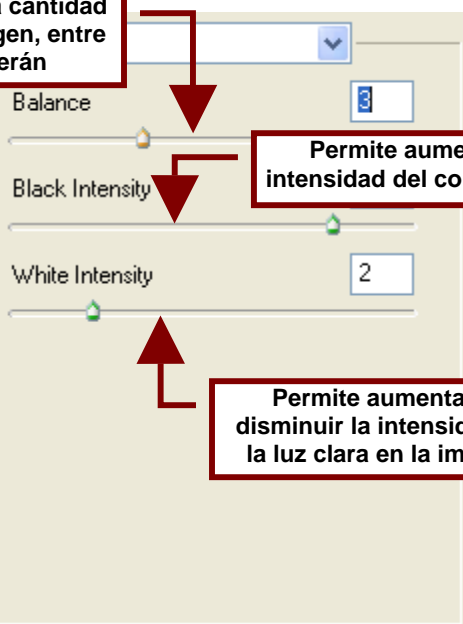 a cantidad
gen, entre
erán
Balance
3
Permite aume
intensidad del co
Black Intensity
White Intensity
2
Permite aumenta
disminuir la intensid
la luz clara en la im